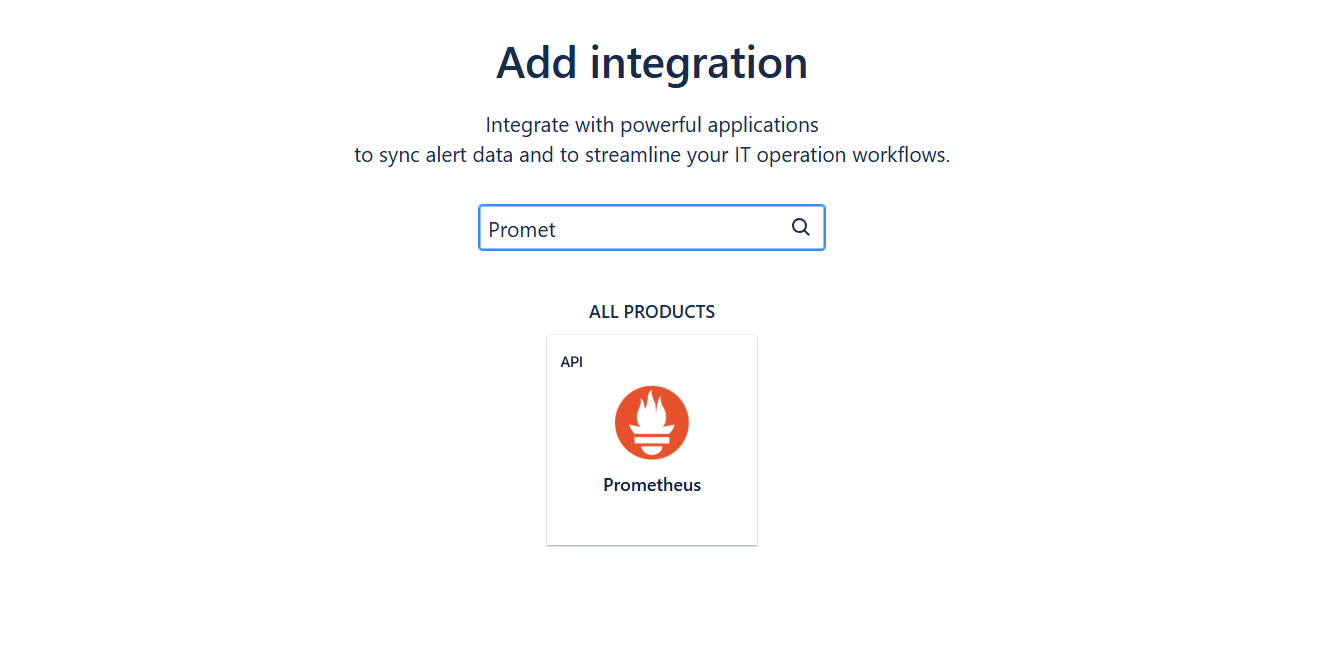 Add integration
Integrate with powerful applications
to sync alert data and to streamline your IT operation workflows.
Promet
ALL PRODUCTS
API
Prometheus